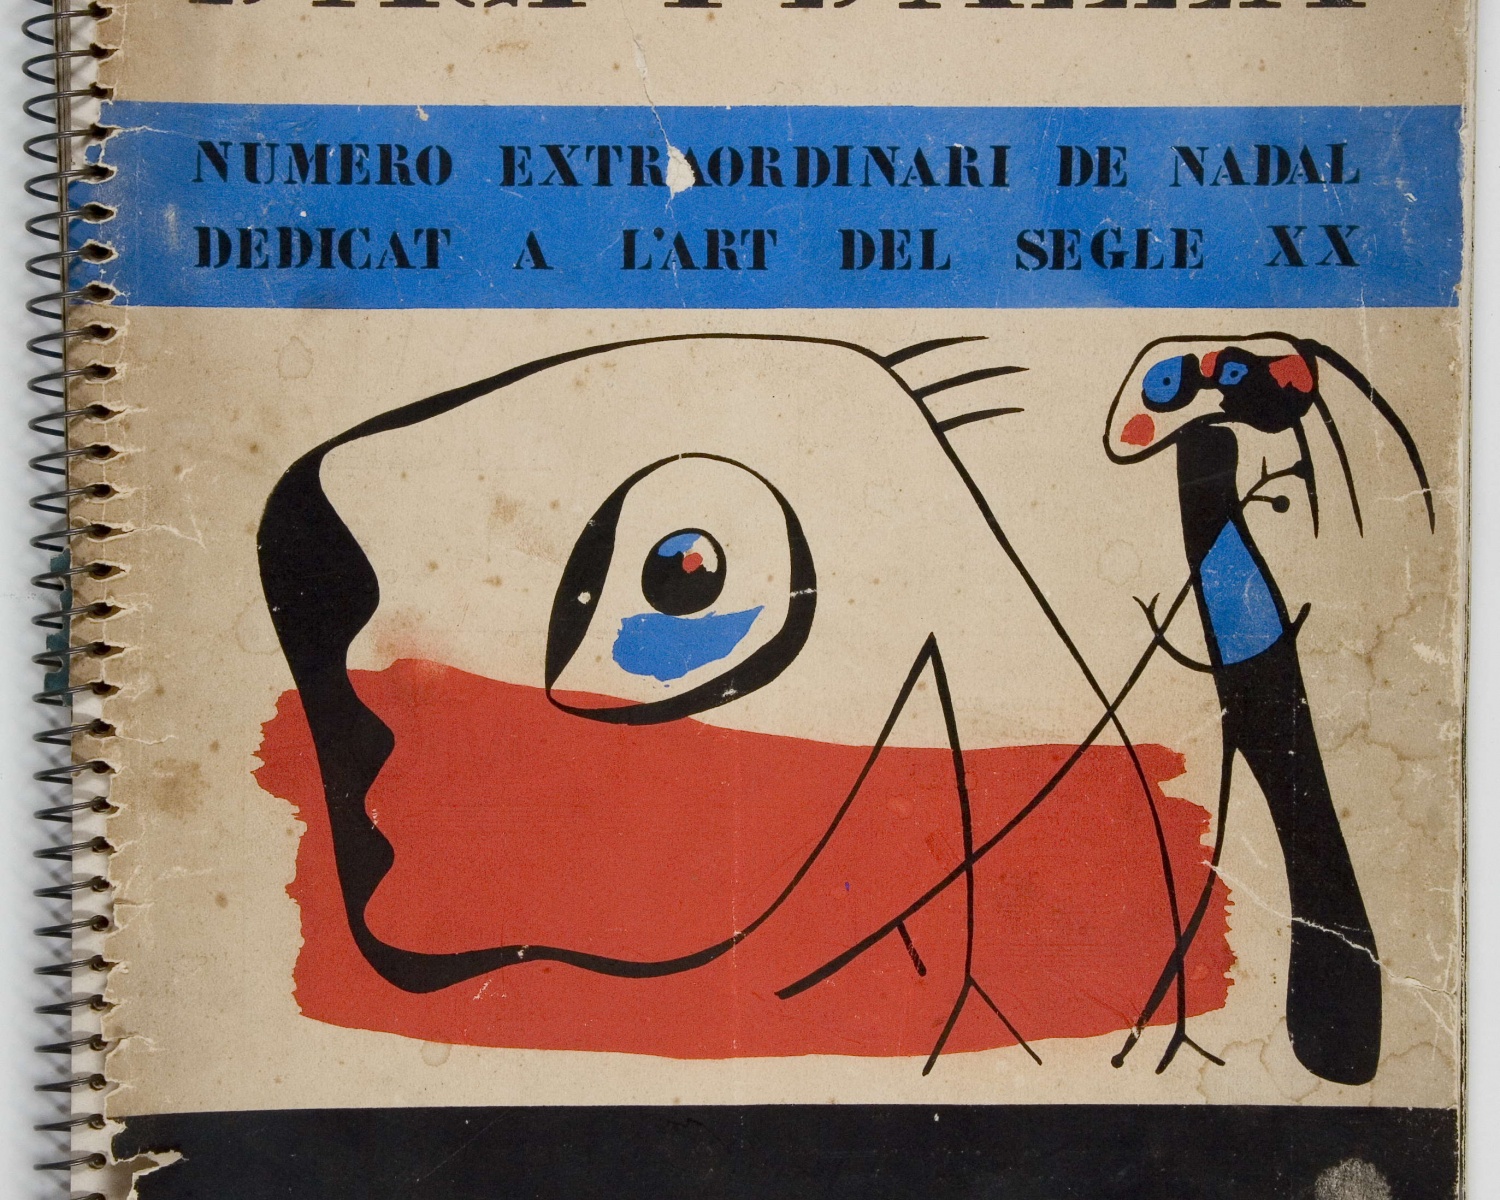 NUMERO EXTRAORDINARI DE NADAL
DEDICAT A L'ART DEL SEGLE XX